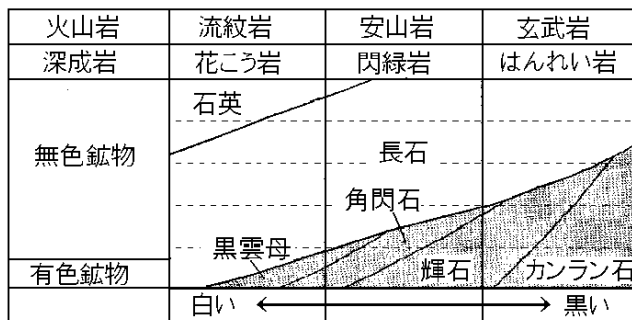 火山岩 流紋岩 安山岩 玄武岩
深成岩 花こう岩 閃緑岩 はんれい岩
石英
無色鉱物 長石
角閃石
黒雲母
有色鉱物 輝石 カンラン石
白い 黒い